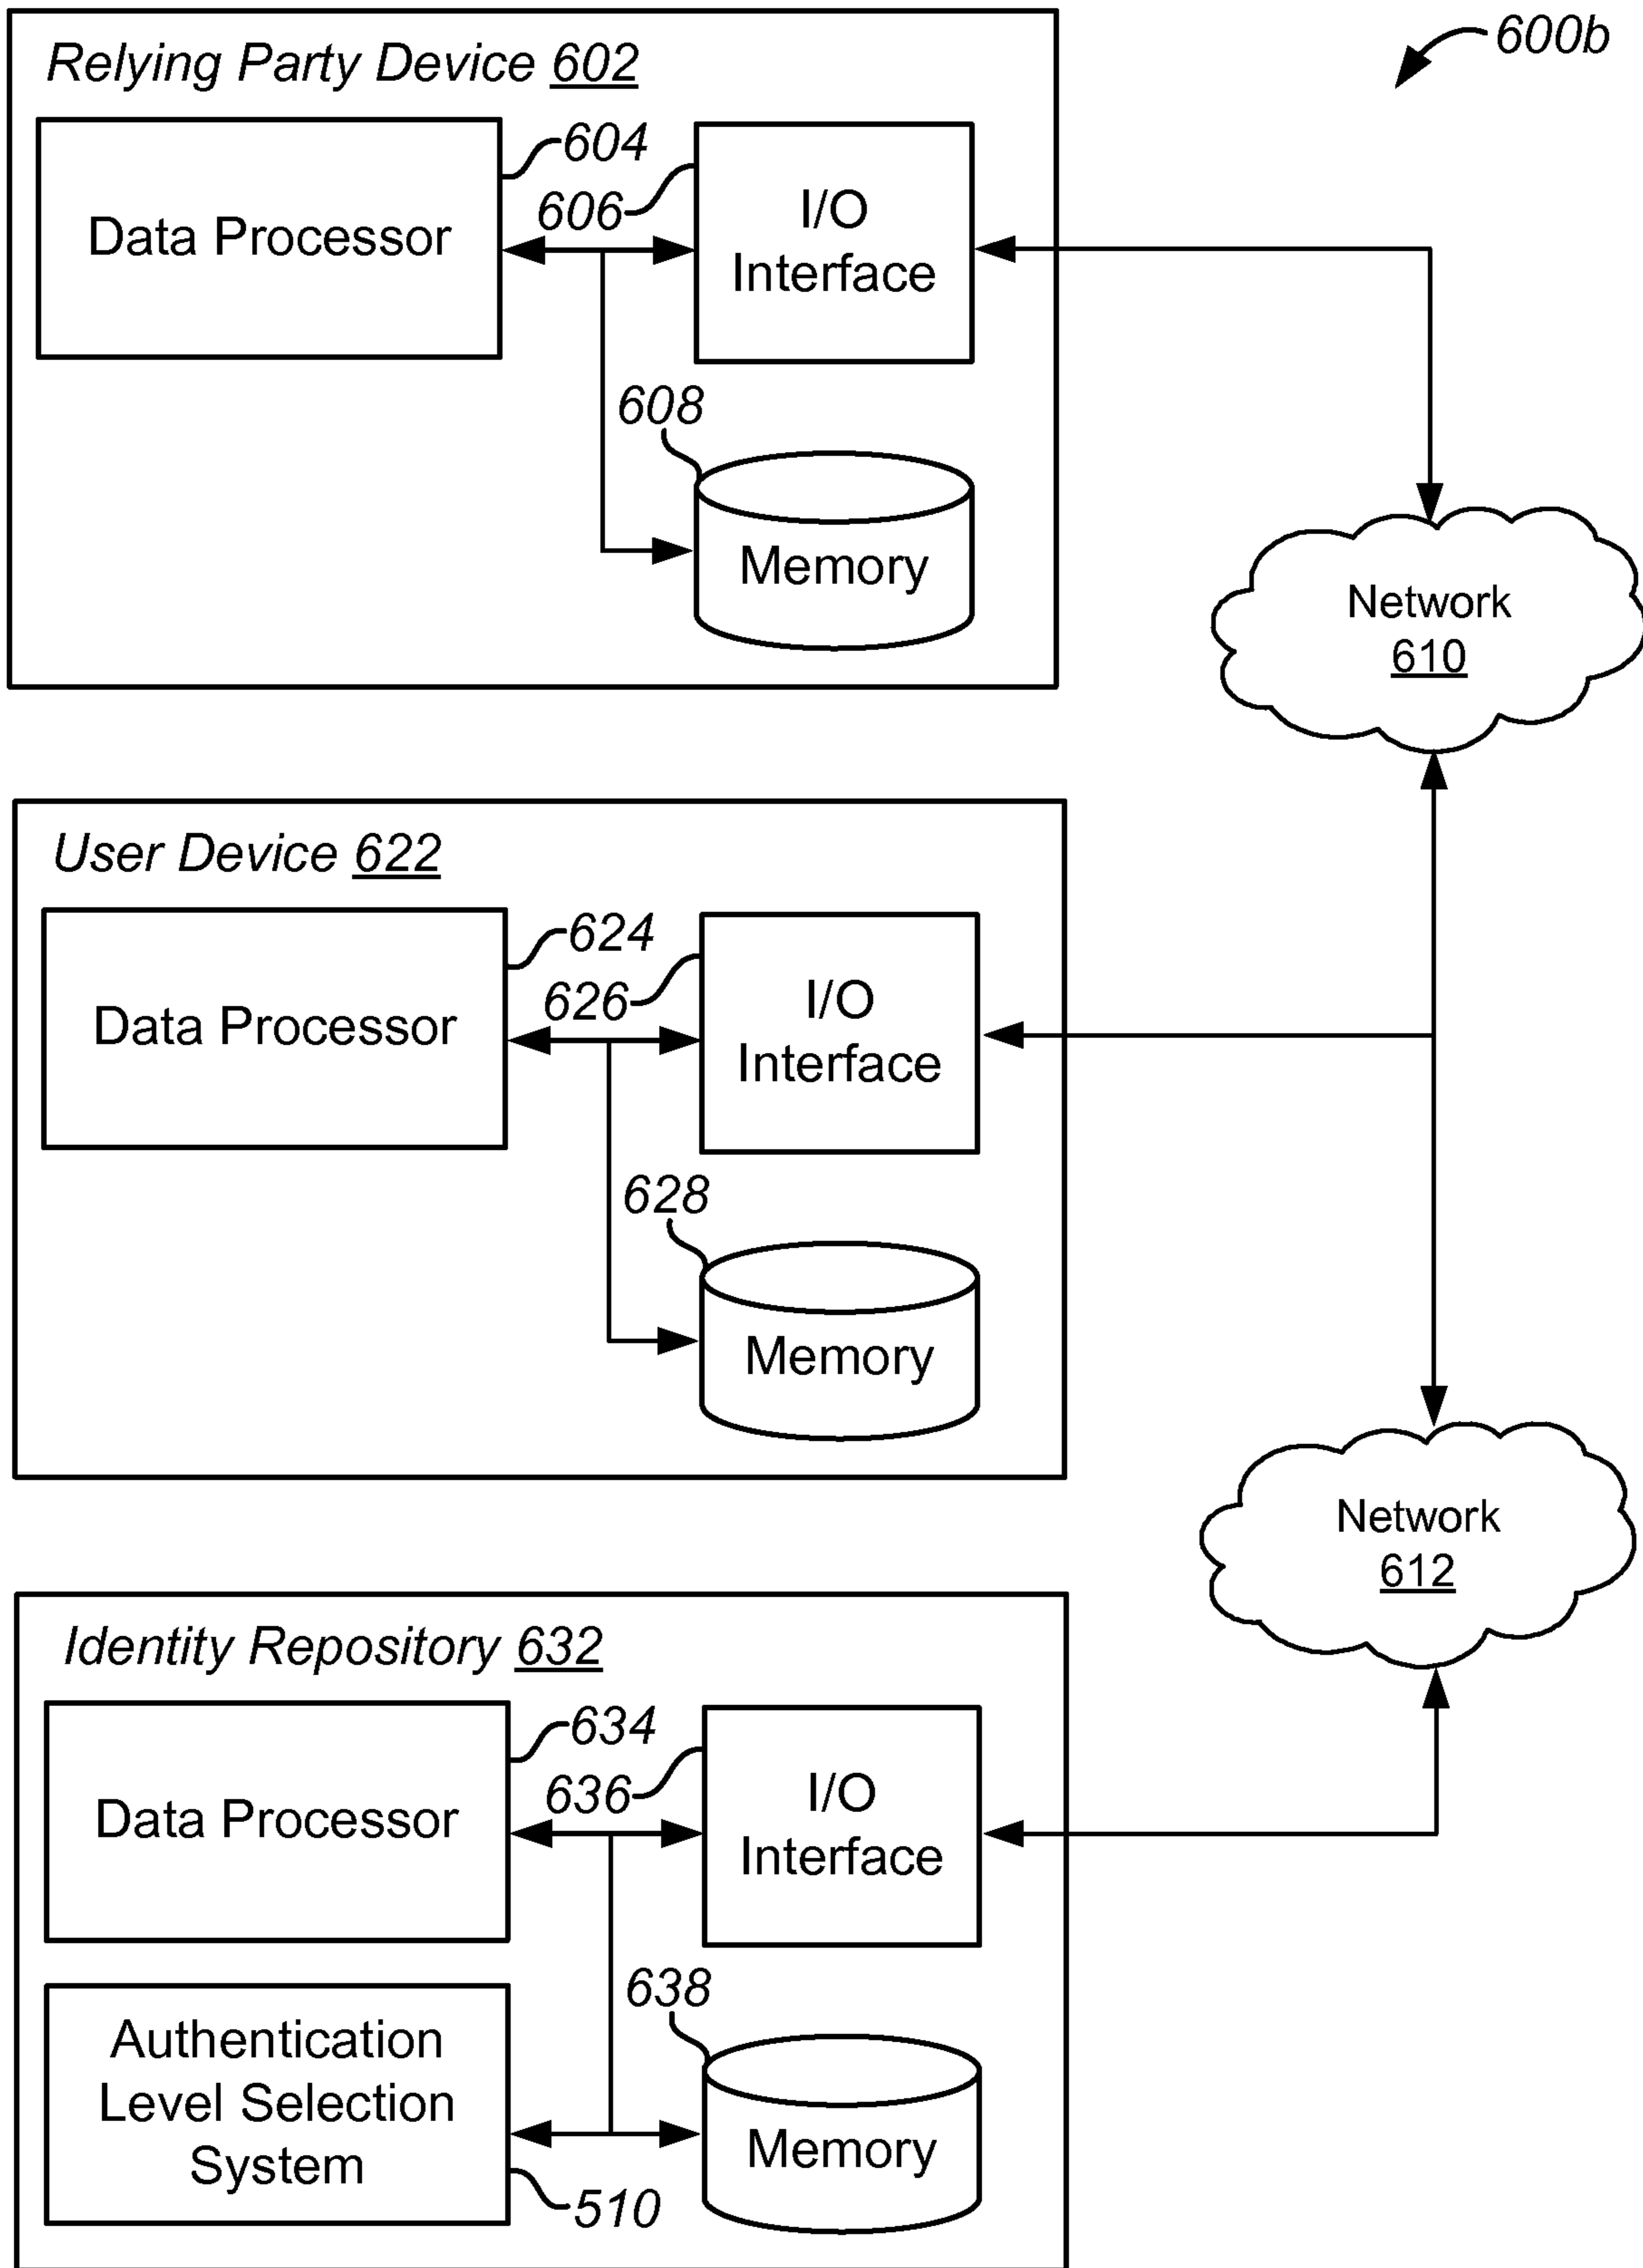 600b
Relying Party Device 602
604
606
Data Processor
I/O
Interface
608
Memory
Network
610
User Device 622
624
626
Data Processor
I/O
Interface
628
Memory
Network
612
Identity Repository 632
634
636
Data Processor
I/O
Interface
638
Authentication
Level Selection
System
Memory
510